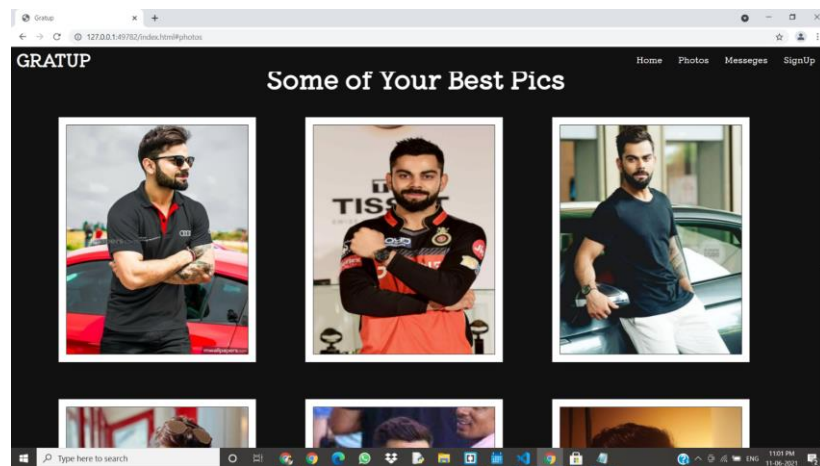 Gratup
127.0.0.1:49782/index.html#photos
GRATUP
Home Photos Messeges SignUp
Some of Your Best Pics
TISSOT
Type here to search
ENG
11:01 PM
11-06-2021